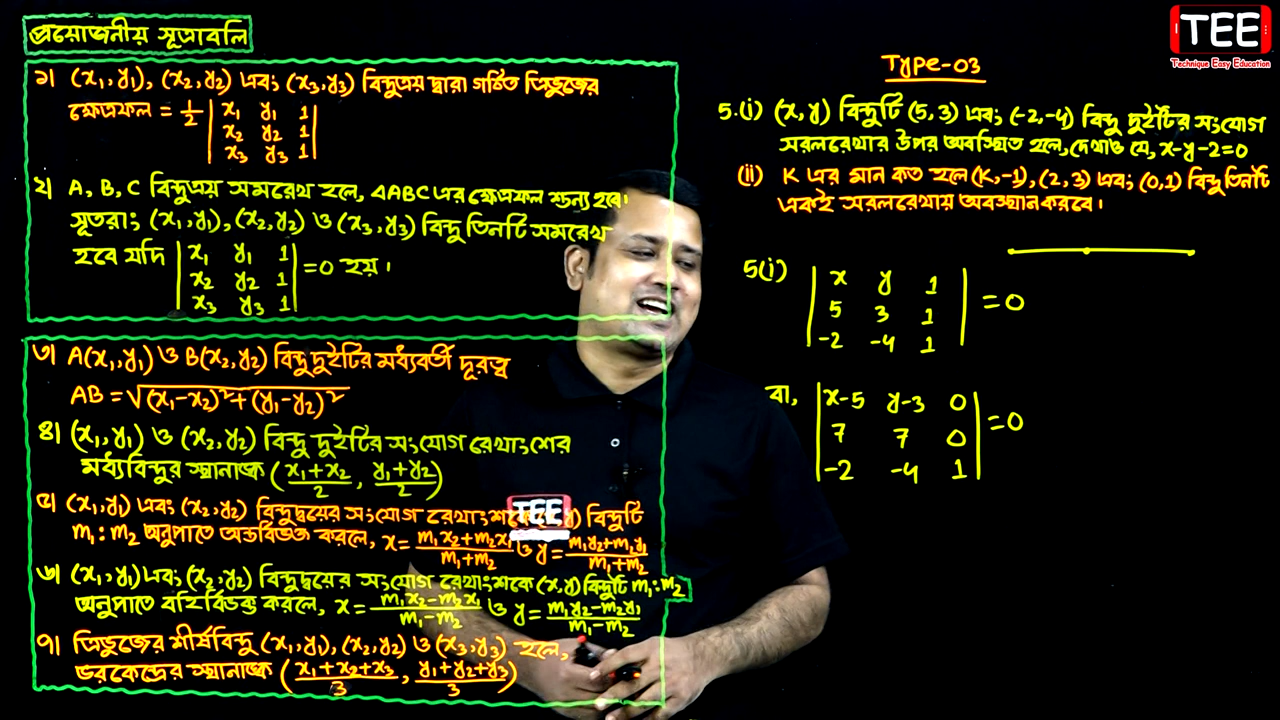 প্রয়োজনীয় সূত্রাবলি
১। (x₁, y₁), (x₂, y₂) এবং (x₃, y₃) বিন্দুত্রয় দ্বারা গঠিত ত্রিভুজের
ক্ষেত্রফল = ½ | x₁ y₁ 1 |
| x₂ y₂ 1 |
| x₃ y₃ 1 |
২। A, B, C বিন্দুত্রয় সমরেখ হলে, ΔABC এর ক্ষেত্রফল শূন্য হবে।
সুতরাং (x₁, y₁), (x₂, y₂) ও (x₃, y₃) বিন্দু তিনটি সমরেখ
হবে যদি | x₁ y₁ 1 |
| x₂ y₂ 1 | = 0 হয়।
| x₃ y₃ 1 |
৩। A(x₁, y₁) ও B(x₂, y₂) বিন্দু দুইটির মধ্যবর্তী দূরত্ব
AB = √(x₁-x₂)²+(y₁-y₂)²
৪। (x₁, y₁) ও (x₂, y₂) বিন্দু দুইটির সংযোগ রেখাংশের
মধ্যবিন্দুর স্থানাঙ্ক ((x₁+x₂)/2, (y₁+y₂)/2)
৫। (x₁, y₁) এবং (x₂, y₂) বিন্দুদ্বয়ের সংযোগ রেখাংশকে y) বিন্দুটি
m₁ : m₂ অনুপাতে অন্তর্বিভক্ত করলে, x = (m₁x₂+m₂x₁)/(m₁+m₂) ও y = (m₁y₂+m₂y₁)/(m₁+m₂)
৬। (x₁, y₁) এবং (x₂, y₂) বিন্দুদ্বয়ের সংযোগ রেখাংশকে (x, y) বিন্দুটি m₁ : m₂
অনুপাতে বহির্বিভক্ত করলে, x = (m₁x₂-m₂x₁)/(m₁-m₂) ও y = (m₁y₂-m₂y₁)/(m₁-m₂)
৭। ত্রিভুজের শীর্ষবিন্দু (x₁, y₁), (x₂, y₂) ও (x₃, y₃) হলে,
ভরকেন্দ্রের স্থানাঙ্ক ((x₁+x₂+x₃)/3, (y₁+y₂+y₃)/3)
TEE
TEE
Technique Easy Education
Type-03
5.(i) (x, y) বিন্দুটি (5, 3) এবং (-2, -4) বিন্দু দুইটির সংযোগ
সরলরেখার উপর অবস্থিত হলে, দেখাও যে, x-y-2=0
(ii) K এর মান কত হলে (K, -1), (2, 3) এবং (0, 1) বিন্দু তিনটি
একই সরলরেখায় অবস্থান করবে।
5(i) | x y 1 |
| 5 3 1 | = 0
| -2 -4 1 |
বা, | x-5 y-3 0 |
| 7 7 0 | = 0
| -2 -4 1 |